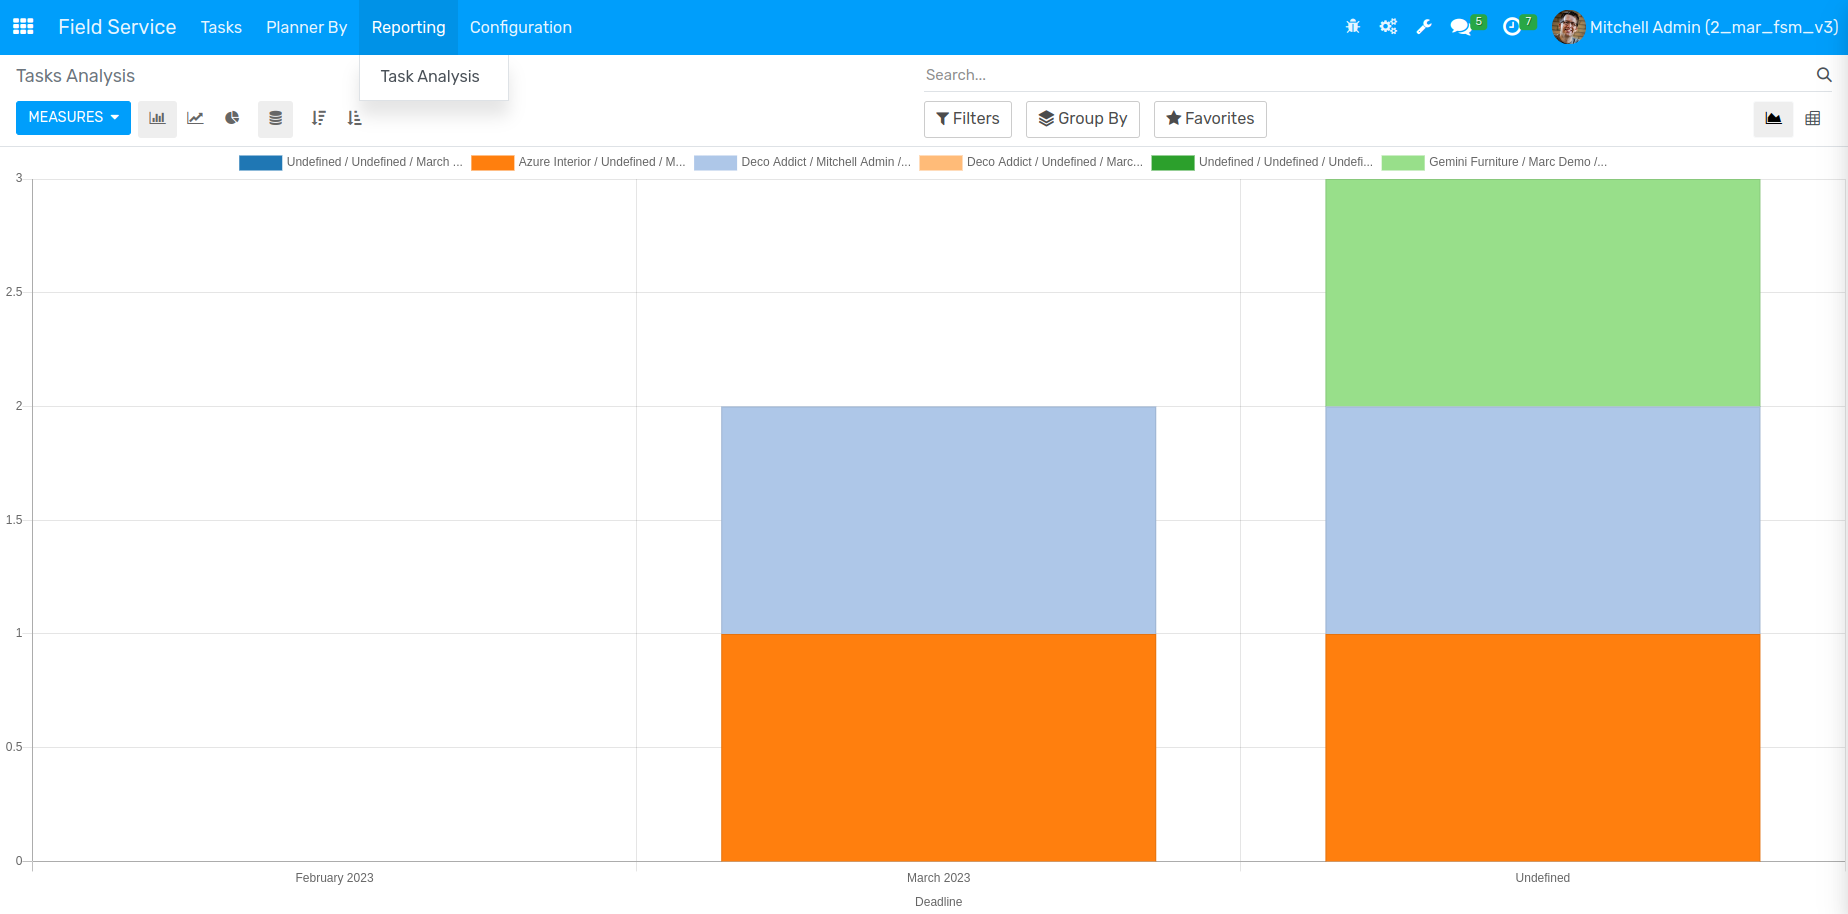 Field Service Tasks Planner By Reporting Configuration 5 7 Mitchell Admin (2_mar_fsm_v3)
Tasks Analysis Task Analysis Search...
MEASURES Filters Group By Favorites
Undefined / Undefined / March ... Azure Interior / Undefined / M... Deco Addict / Mitchell Admin /... Deco Addict / Undefined / Marc... Undefined / Undefined / Undefi... Gemini Furniture / Marc Demo /...
3
2.5
2
1.5
1
0.5
0
February 2023 March 2023 Undefined
Deadline